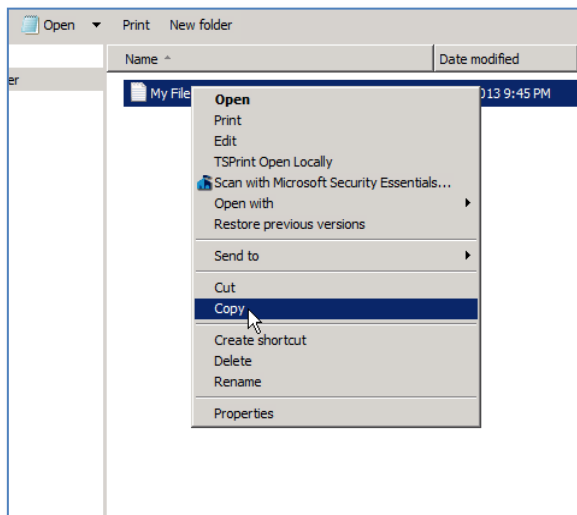 Open Print New folder
Name Date modified
er
My File 013 9:45 PM
Open
Print
Edit
TSPrint Open Locally
Scan with Microsoft Security Essentials...
Open with
Restore previous versions
Send to
Cut
Copy
Create shortcut
Delete
Rename
Properties